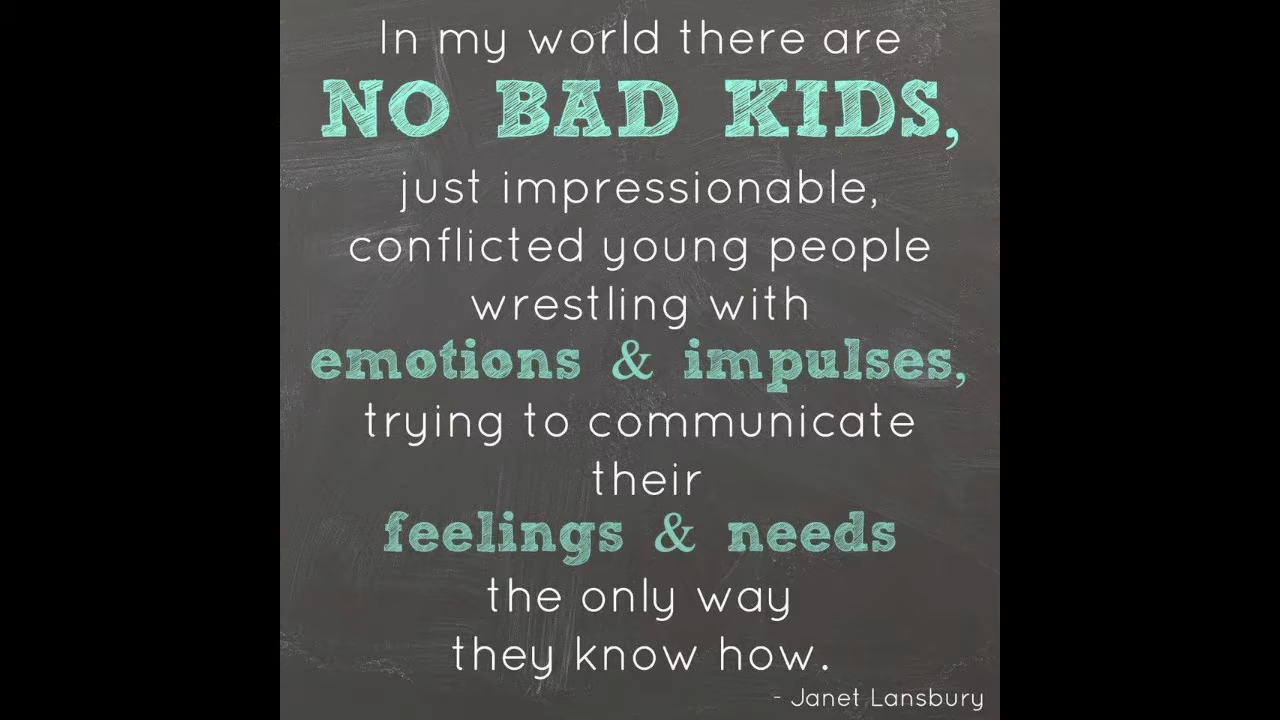 In my world there are
NO BAD KIDS,
just impressionable,
conflicted young people
wrestling with
emotions & impulses,
trying to communicate
their
feelings & needs
the only way
they know how.
- Janet Lansbury